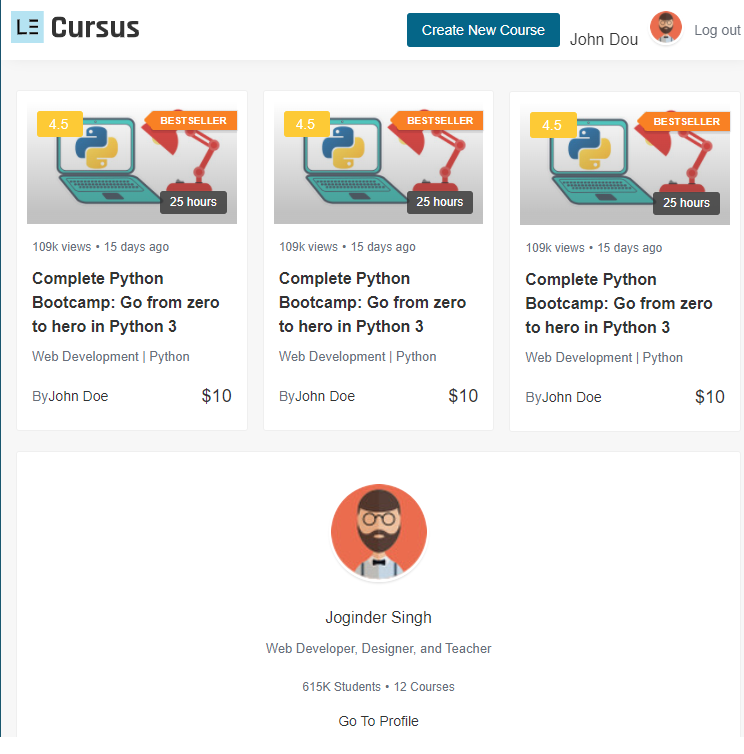 LE Cursus
Create New Course
John Dou
Log out
4.5
BESTSELLER
25 hours
109k views • 15 days ago
Complete Python
Bootcamp: Go from zero
to hero in Python 3
Web Development | Python
ByJohn Doe
$10
4.5
BESTSELLER
25 hours
109k views • 15 days ago
Complete Python
Bootcamp: Go from zero
to hero in Python 3
Web Development | Python
ByJohn Doe
$10
4.5
BESTSELLER
25 hours
109k views • 15 days ago
Complete Python
Bootcamp: Go from zero
to hero in Python 3
Web Development | Python
ByJohn Doe
$10
Joginder Singh
Web Developer, Designer, and Teacher
615K Students • 12 Courses
Go To Profile